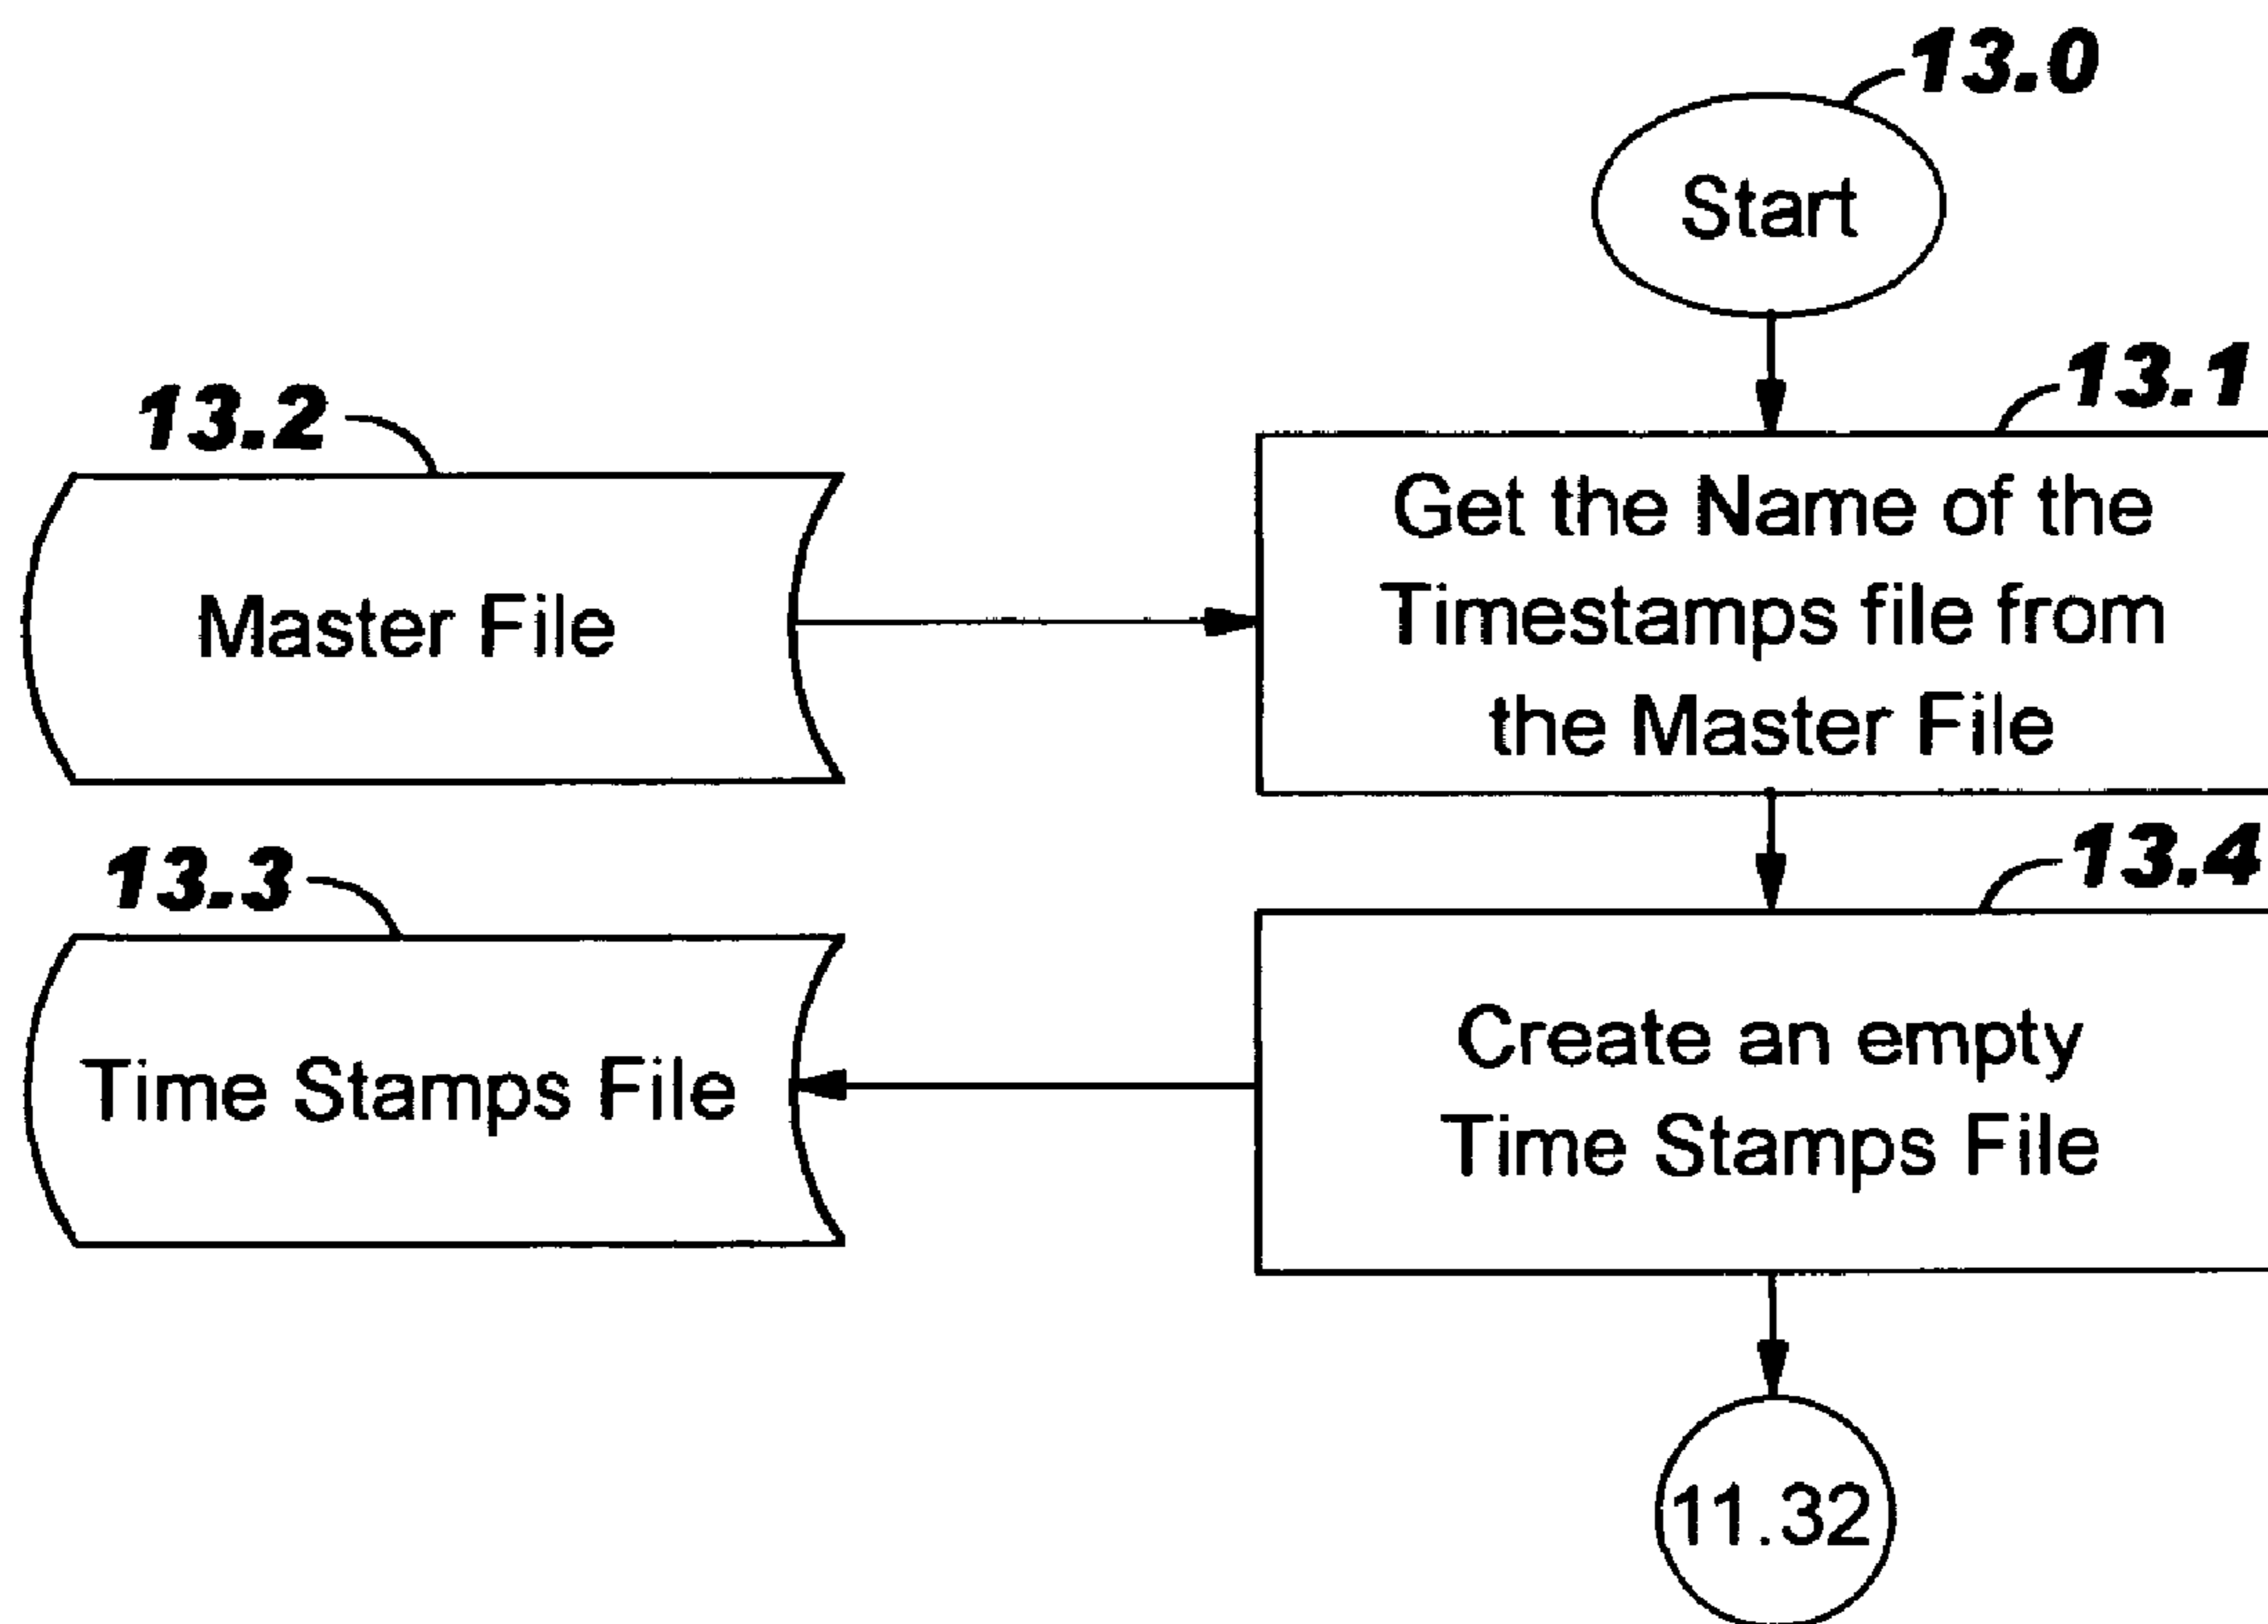 13.0
Start
13.1
13.2
Get the Name of the
Timestamps file from
the Master File
Master File
13.4
13.3
Create an empty
Time Stamps File
Time Stamps File
11.32